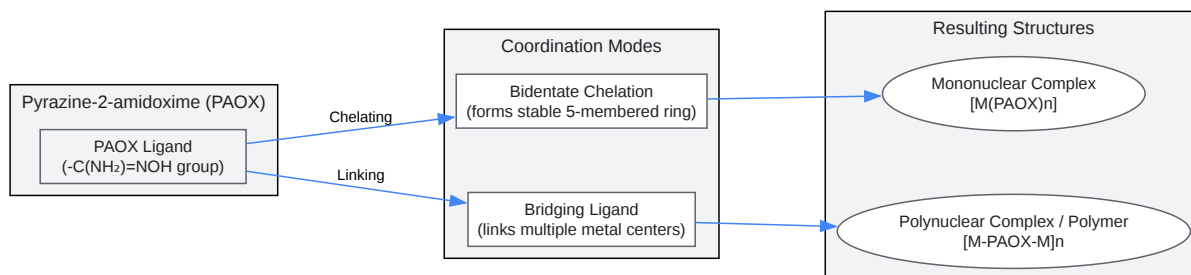 Pyrazine-2-amidoxime (PAOX)
PAOX Ligand
(-C(NH₂)=NOH group)
Chelating
Linking
Coordination Modes
Bidentate Chelation
(forms stable 5-membered ring)
Bridging Ligand
(links multiple metal centers)
Resulting Structures
Mononuclear Complex
[M(PAOX)n]
Polynuclear Complex / Polymer
[M-PAOX-M]n